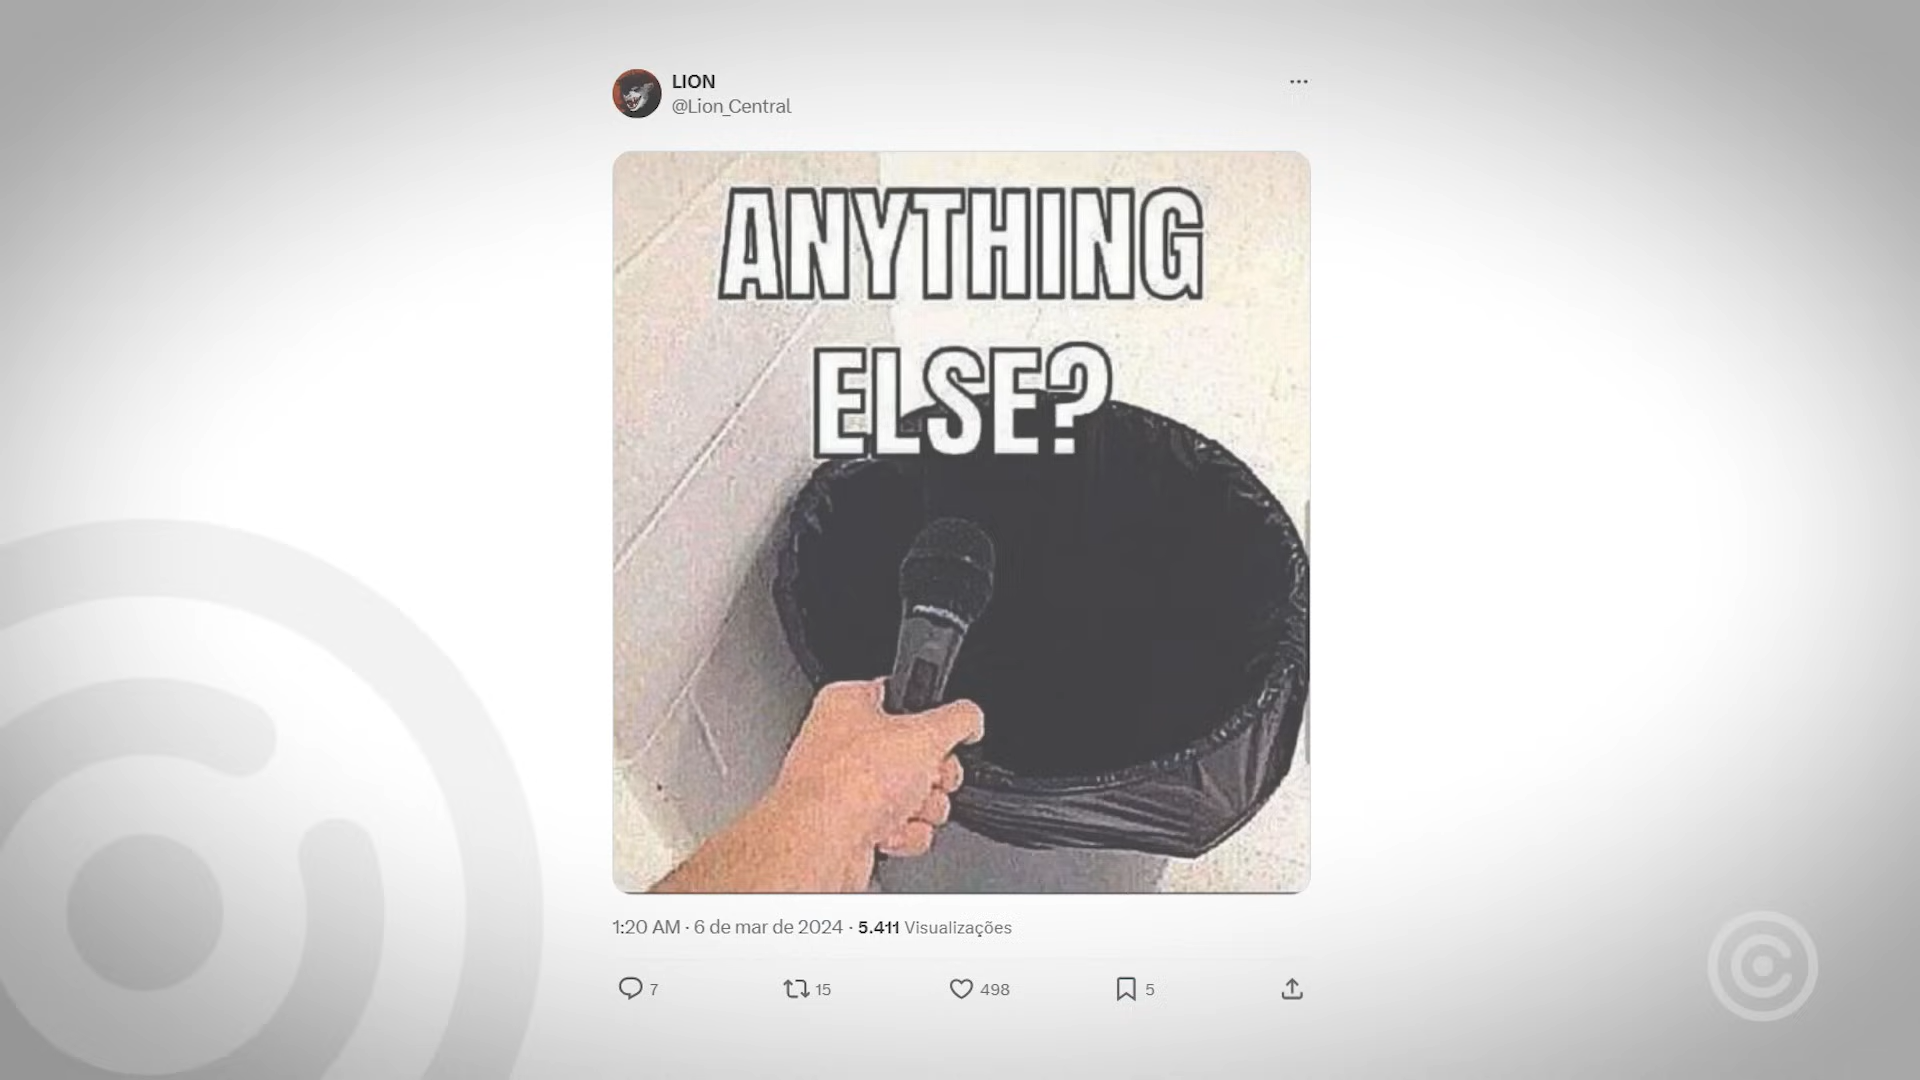 LION
@Lion_Central
ANYTHING
ELSE?
1:20 AM · 6 de mar de 2024 · 5.411 Visualizações
7 15 498 5